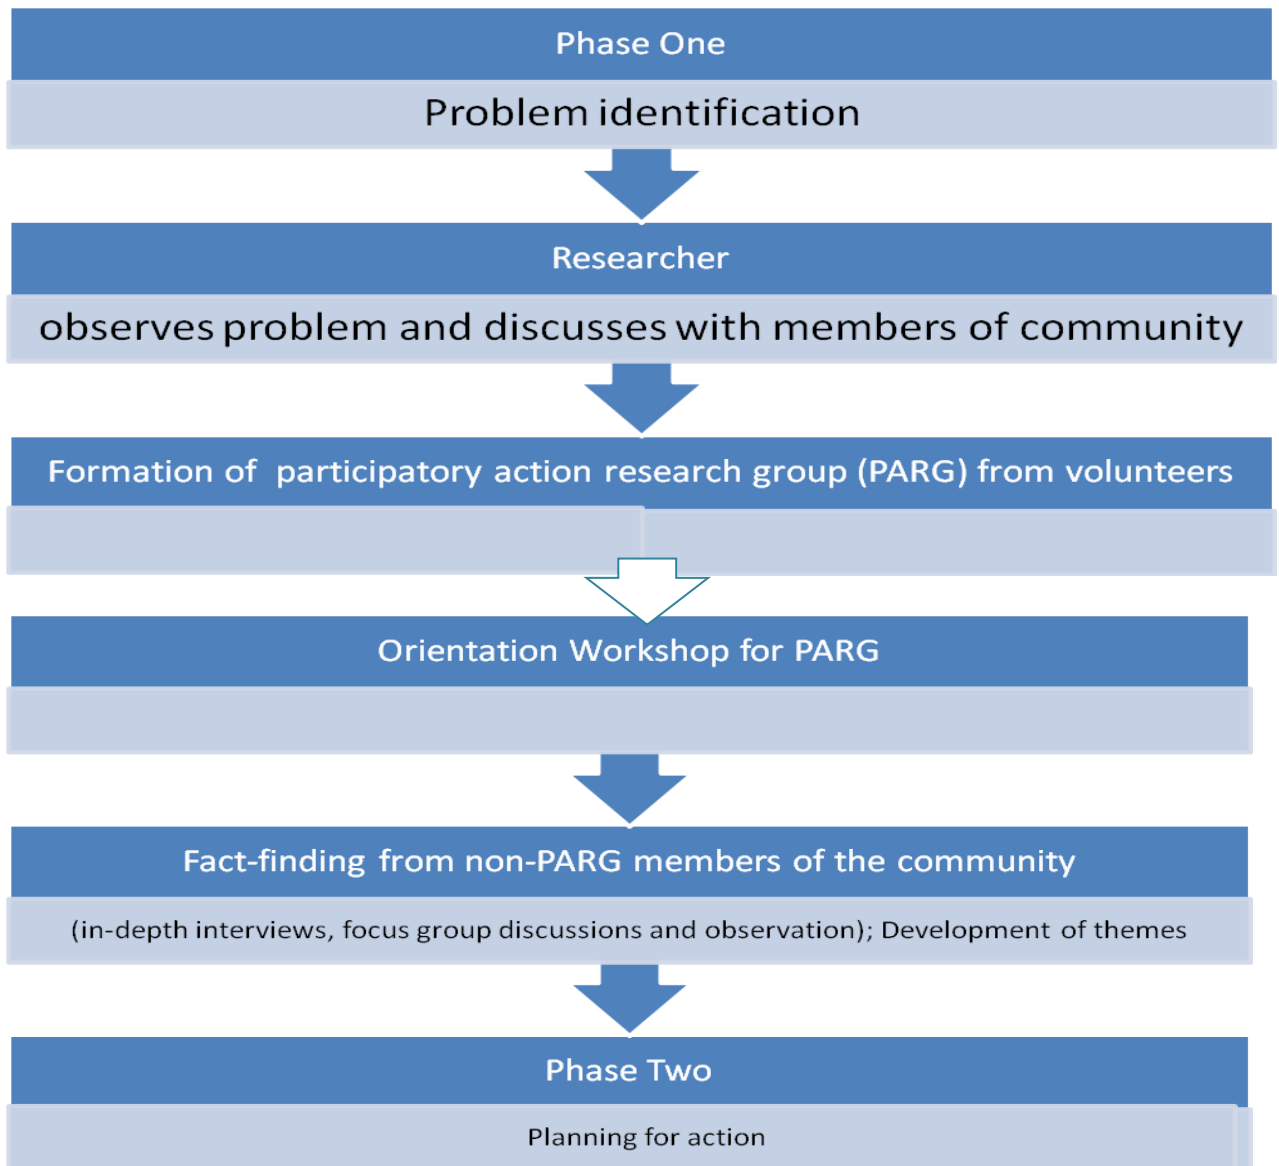 Phase One
Problem identification
Researcher
observes problem and discusses with members of community
Formation of participatory action research group (PARG) from volunteers
Orientation Workshop for PARG
Fact-finding from non-PARG members of the community
(in-depth interviews, focus group discussions and observation); Development of themes
Phase Two
Planning for action